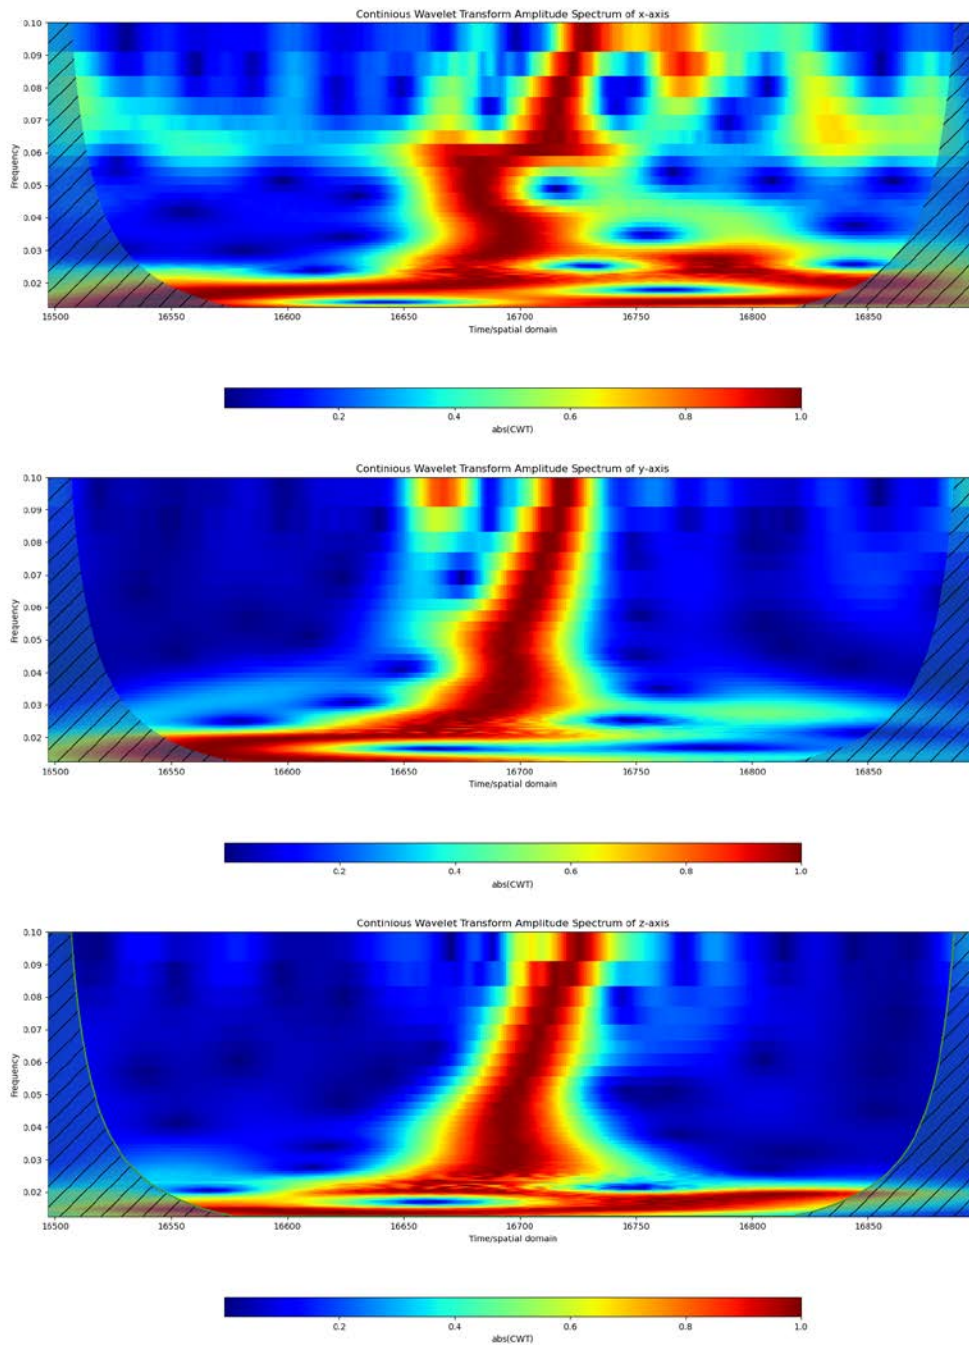 Continious Wavelet Transform Amplitude Spectrum of x-axis
0.10
0.09
0.08
0.07
0.06
0.05
0.04
0.03
0.02
Frequency
16500 16550 16600 16650 16700 16750 16800 16850
Time/spatial domain
0.2 0.4 0.6 0.8 1.0
abs(CWT)
Continious Wavelet Transform Amplitude Spectrum of y-axis
0.10
0.09
0.08
0.07
0.06
0.05
0.04
0.03
0.02
Frequency
16500 16550 16600 16650 16700 16750 16800 16850
Time/spatial domain
0.2 0.4 0.6 0.8 1.0
abs(CWT)
Continious Wavelet Transform Amplitude Spectrum of z-axis
0.10
0.09
0.08
0.07
0.06
0.05
0.04
0.03
0.02
Frequency
16500 16550 16600 16650 16700 16750 16800 16850
Time/spatial domain
0.2 0.4 0.6 0.8 1.0
abs(CWT)